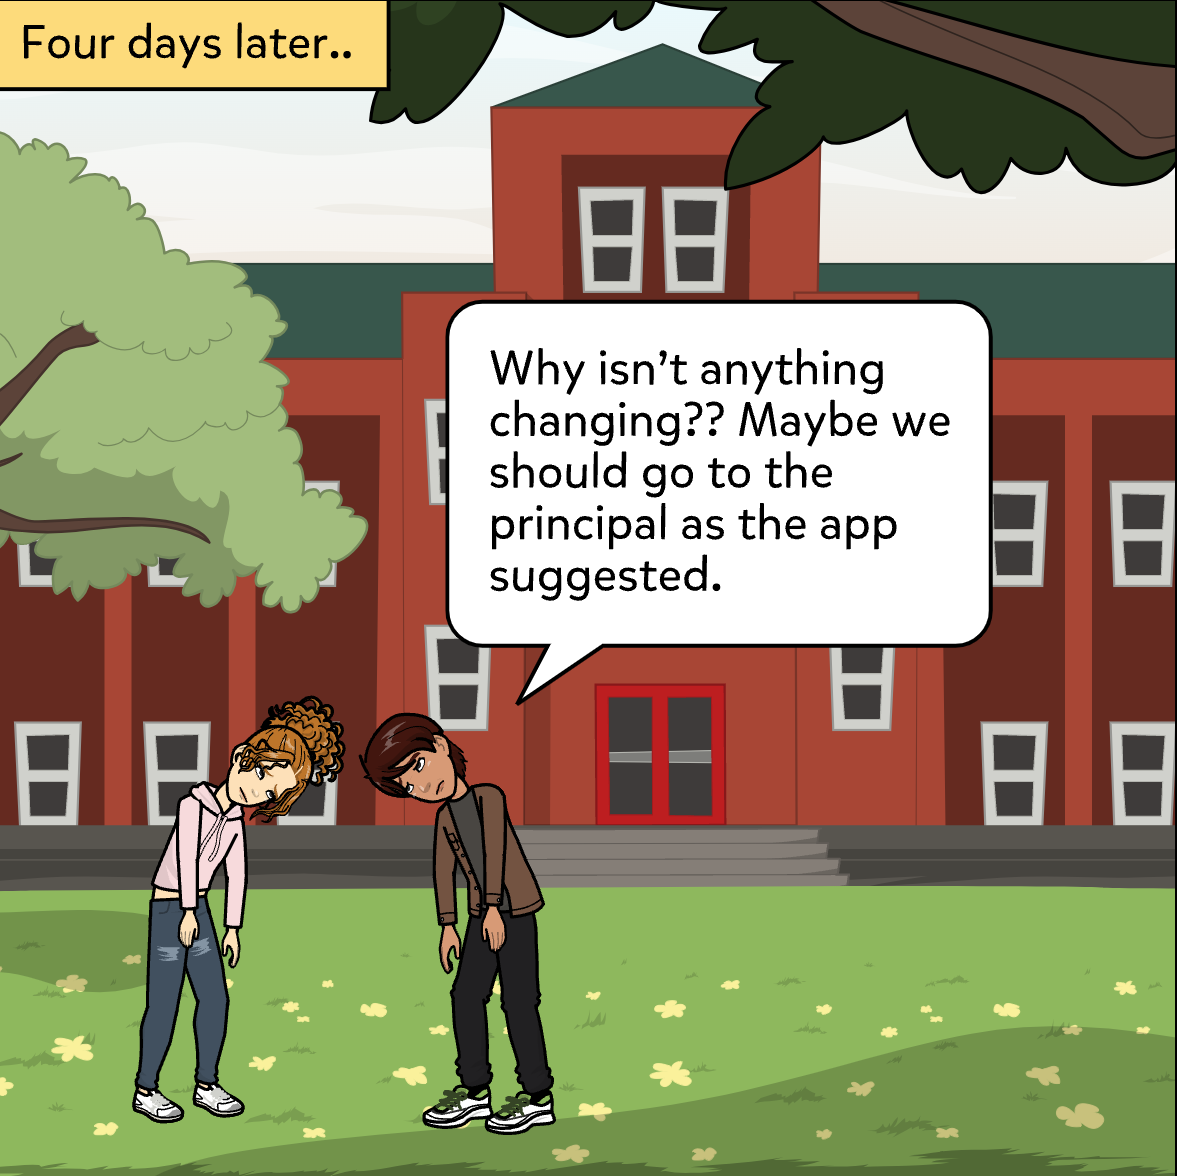 Four days later..
Why isn't anything
changing?? Maybe we
should go to the
principal as the app
suggested.